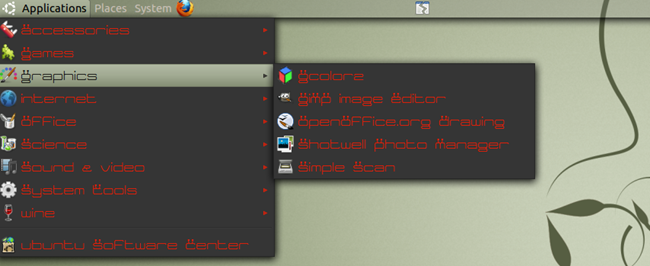 Applications Places System
Accessories
Games
Graphics
Internet
Office
Science
Sound & Video
System Tools
Wine
Ubuntu Software Center
gcolor2
GIMP Image Editor
OpenOffice.org Drawing
Shotwell Photo Manager
Simple Scan